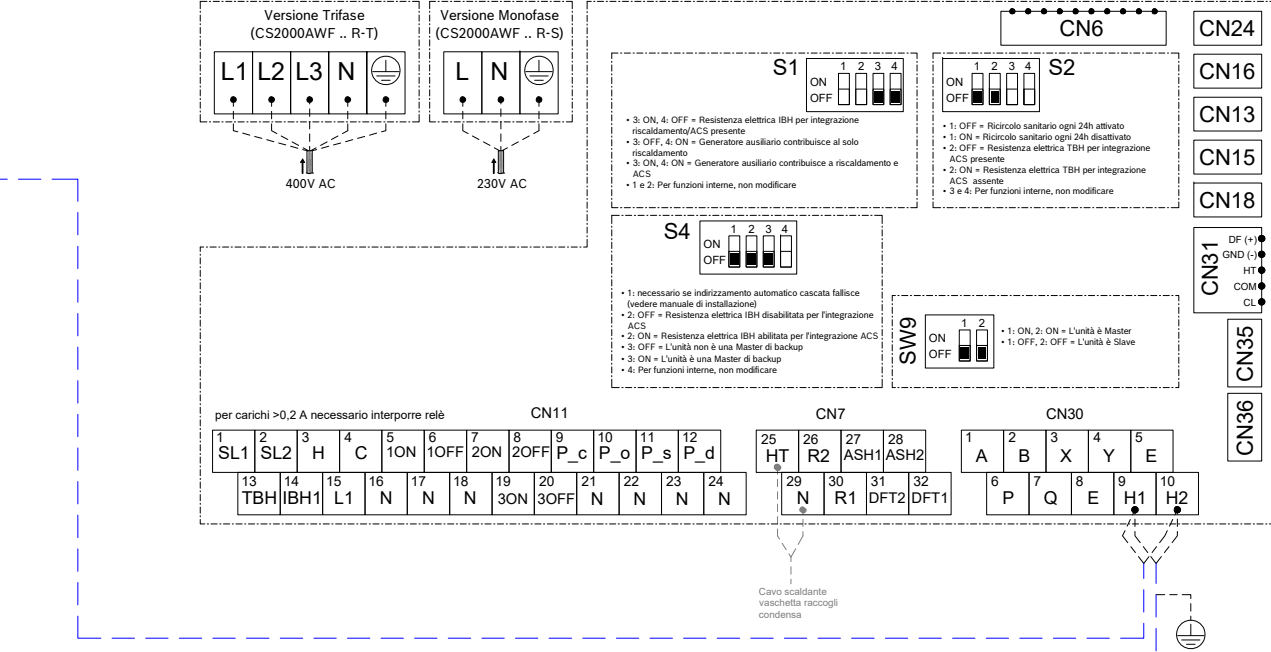 Versione Trifase
(CS2000AWF .. R-T)
L1 L2 L3 N
400V AC
Versione Monofase
(CS2000AWF .. R-S)
L N
230V AC
CN6
CN24
CN16
CN13
CN15
CN18
S1
1 2 3 4
ON
OFF
• 3: ON, 4: OFF = Resistenza elettrica IBH per integrazione
riscaldamento/ACS presente
• 3: OFF, 4: ON = Generatore ausiliario contribuisce al solo
riscaldamento
• 3: ON, 4: ON = Generatore ausiliario contribuisce a riscaldamento e
ACS
• 1 e 2: Per funzioni interne, non modificare
S2
1 2 3 4
ON
OFF
• 1: OFF = Ricircolo sanitario ogni 24h attivato
• 1: ON = Ricircolo sanitario ogni 24h disattivato
• 2: OFF = Resistenza elettrica TBH per integrazione
ACS presente
• 2: ON = Resistenza elettrica TBH per integrazione
ACS assente
• 3 e 4: Per funzioni interne, non modificare
S4
1 2 3 4
ON
OFF
• 1: necessario se indirizzamento automatico cascata fallisce
(vedere manuale di installazione)
• 2: OFF = Resistenza elettrica IBH disabilitata per l'integrazione
ACS
• 2: ON = Resistenza elettrica IBH abilitata per l'integrazione ACS
• 3: OFF = L'unità non è una Master di backup
• 3: ON = L'unità è una Master di backup
• 4: Per funzioni interne, non modificare
SW9
1 2
ON
OFF
• 1: ON, 2: ON = L'unità è Master
• 1: OFF, 2: OFF = L'unità è Slave
CN31
DF (+)
GND (-)
HT
COM
CL
CN35
CN36
per carichi >0,2 A necessario interporre relè
CN11
1 2 3 4 5 6 7 8 9 10 11 12
SL1 SL2 H C 1ON 1OFF 2ON 2OFF P_c P_o P_s P_d
13 14 15 16 17 18 19 20 21 22 23 24
TBH IBH1 L1 N N N 3ON 3OFF N N N N
CN7
25 26 27 28
HT R2 ASH1 ASH2
29 30 31 32
N R1 DFT2 DFT1
CN30
1 2 3 4 5
A B X Y E
6 7 8 9 10
P Q E H1 H2
Cavo scaldante
vaschetta raccogli
condensa